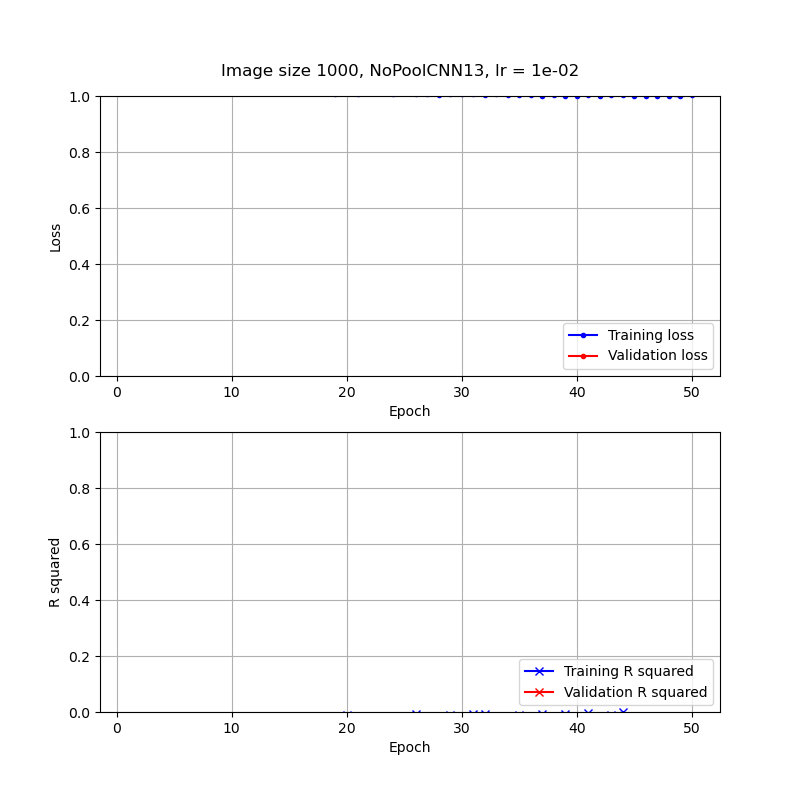 Image size 1000, NoPoolCNN13, lr = 1e-02
1.0
0.8
0.6
0.4
0.2
0.0
Loss
Training loss
Validation loss
0 10 20 30 40 50
Epoch
1.0
0.8
0.6
0.4
0.2
0.0
R squared
Training R squared
Validation R squared
0 10 20 30 40 50
Epoch